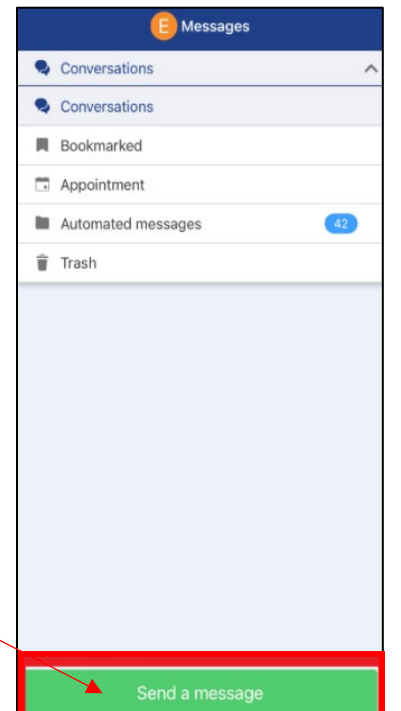 E Messages
Conversations
Conversations
Bookmarked
Appointment
Automated messages 42
Trash
Send a message